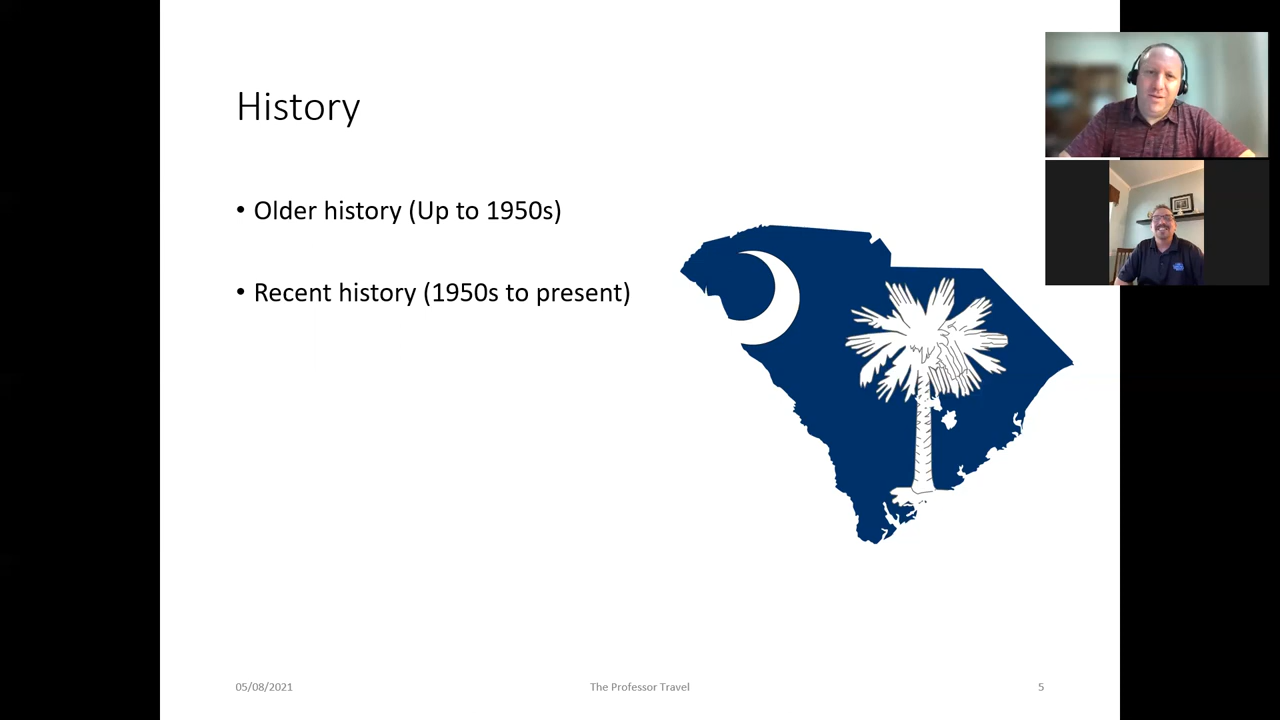 History
• Older history (Up to 1950s)
• Recent history (1950s to present)
05/08/2021
The Professor Travel
5